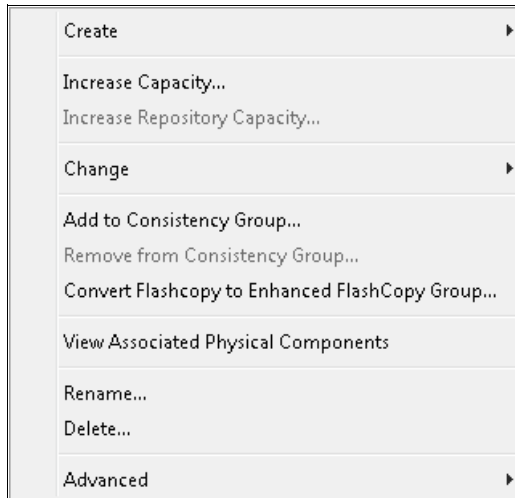 Create
Increase Capacity...
Increase Repository Capacity...
Change
Add to Consistency Group...
Remove from Consistency Group...
Convert Flashcopy to Enhanced FlashCopy Group...
View Associated Physical Components
Rename...
Delete...
Advanced